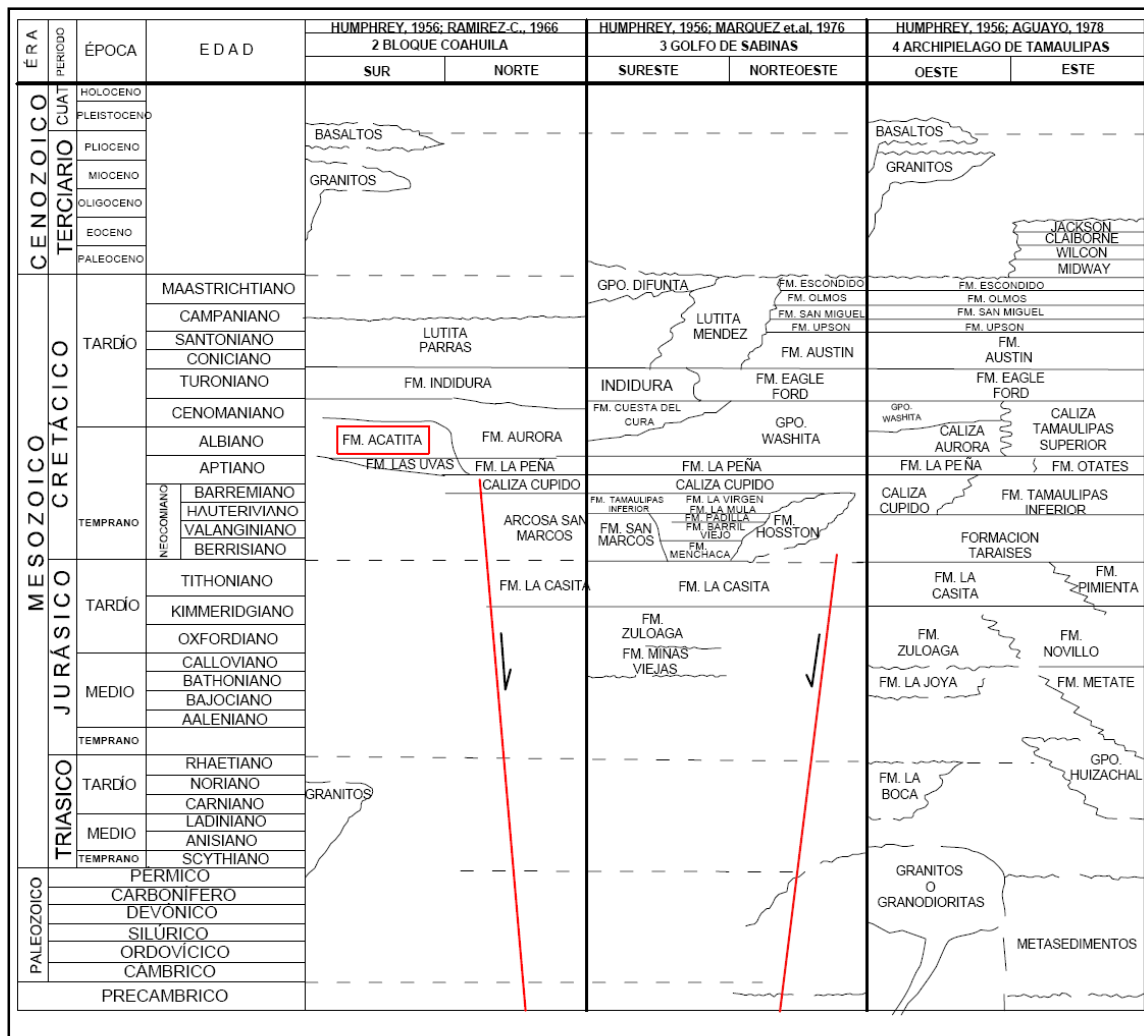 ÉRA
PERIODO
ÉPOCA
E D A D
HUMPHREY, 1956; RAMIREZ-C., 1966
2 BLOQUE COAHUILA
SUR
NORTE
HUMPHREY, 1956; MARQUEZ et.al, 1976
3 GOLFO DE SABINAS
SURESTE
NORTEOESTE
HUMPHREY, 1956; AGUAYO, 1978
4 ARCHIPIELAGO DE TAMAULIPAS
OESTE
ESTE
CENOZOICO
CUAT
TERCIARIO
HOLOCENO
PLEISTOCENO
PLIOCENO
MIOCENO
OLIGOCENO
EOCENO
PALEOCENO
MESOZOICO
CRETÁCICO
TARDÍO
MAASTRICHTIANO
CAMPANIANO
SANTONIANO
CONICIANO
TURONIANO
CENOMANIANO
TEMPRANO
ALBIANO
APTIANO
NEOCOMIANO
BARREMIANO
HAUTERIVIANO
VALANGINIANO
BERRISIANO
JURÁSICO
TARDÍO
TITHONIANO
KIMMERIDGIANO
OXFORDIANO
MEDIO
CALLOVIANO
BATHONIANO
BAJOCIANO
AALENIANO
TEMPRANO
TRIASICO
TARDÍO
RHAETIANO
NORIANO
CARNIANO
MEDIO
LADINIANO
ANISIANO
TEMPRANO
SCYTHIANO
PALEOZOICO
PÉRMICO
CARBONÍFERO
DEVÓNICO
SILÚRICO
ORDOVÍCICO
CÁMBRICO
PRECAMBRICO
BASALTOS
GRANITOS
LUTITA
PARRAS
FM. INDIDURA
FM. ACATITA
FM. AURORA
FM. LAS UVAS
FM. LA PEÑA
CALIZA CUPIDO
ARCOSA SAN
MARCOS
FM. LA CASITA
GRANITOS
GPO. DIFUNTA
LUTITA
MENDEZ
FM. ESCONDIDO
FM. OLMOS
FM. SAN MIGUEL
FM. UPSON
FM. AUSTIN
INDIDURA
FM. EAGLE
FORD
FM. CUESTA DEL
CURA
GPO.
WASHITA
FM. LA PEÑA
CALIZA CUPIDO
FM. TAMAULIPAS
INFERIOR
FM. SAN
MARCOS
FM. LA VIRGEN
FM. LA MULA
FM. PADILLA
FM. BARRIL
VIEJO
FM.
MENCHACA
FM.
HOSSTON
FM. LA CASITA
FM.
ZULOAGA
FM. MINAS
VIEJAS
BASALTOS
GRANITOS
JACKSON
CLAIBORNE
WILCON
MIDWAY
FM. ESCONDIDO
FM. OLMOS
FM. SAN MIGUEL
FM. UPSON
FM.
AUSTIN
FM. EAGLE
FORD
GPO.
WASHITA
CALIZA
AURORA
CALIZA
TAMAULIPAS
SUPERIOR
FM. LA PEÑA
FM. OTATES
CALIZA
CUPIDO
FM. TAMAULIPAS
INFERIOR
FORMACION
TARAISES
FM. LA
CASITA
FM.
PIMIENTA
FM.
ZULOAGA
FM.
NOVILLO
FM. LA JOYA
FM. METATE
FM. LA
BOCA
GPO.
HUIZACHAL
GRANITOS
O
GRANODIORITAS
METASEDIMENTOS